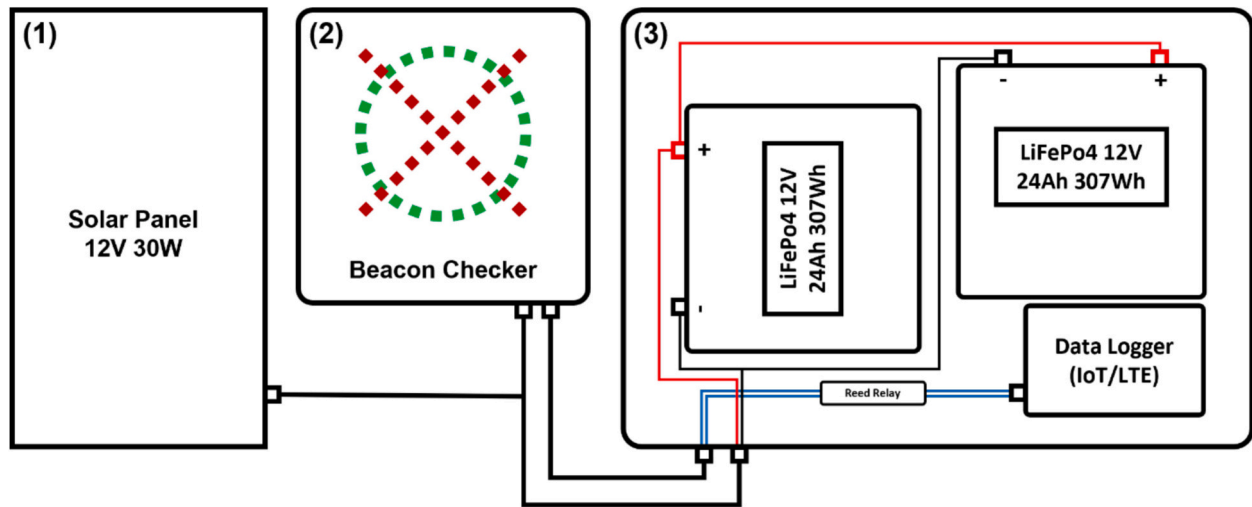 (1)
Solar Panel
12V 30W
(2)
Beacon Checker
(3)
+
-
LiFePo4 12V
24Ah 307Wh
-
+
LiFePo4 12V
24Ah 307Wh
Data Logger
(IoT/LTE)
Reed Relay